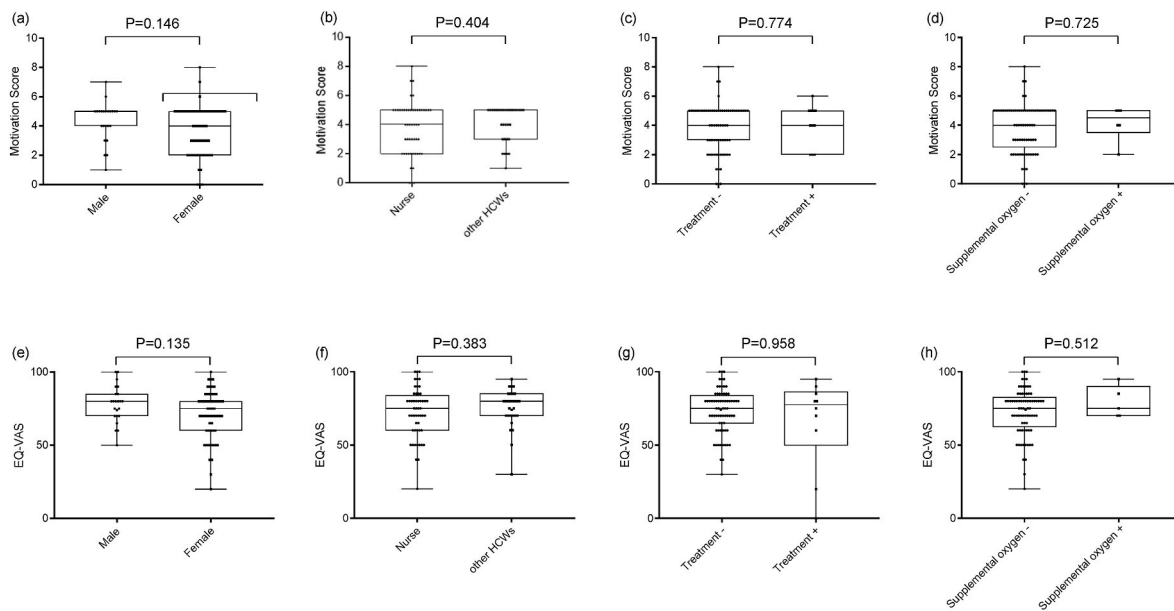 (a)
P=0.146
Motivation Score
10
8
6
4
2
0
Male
Female
(b)
P=0.404
Motivation Score
10
8
6
4
2
0
Nurse
other HCWs
(c)
P=0.774
Motivation Score
10
8
6
4
2
0
Treatment -
Treatment +
(d)
P=0.725
Motivation Score
10
8
6
4
2
0
Supplemental oxygen -
Supplemental oxygen +
(e)
P=0.135
EQ-VAS
100
50
0
Male
Female
(f)
P=0.383
EQ-VAS
100
50
0
Nurse
other HCWs
(g)
P=0.958
EQ-VAS
100
50
0
Treatment -
Treatment +
(h)
P=0.512
EQ-VAS
100
50
0
Supplemental oxygen -
Supplemental oxygen +